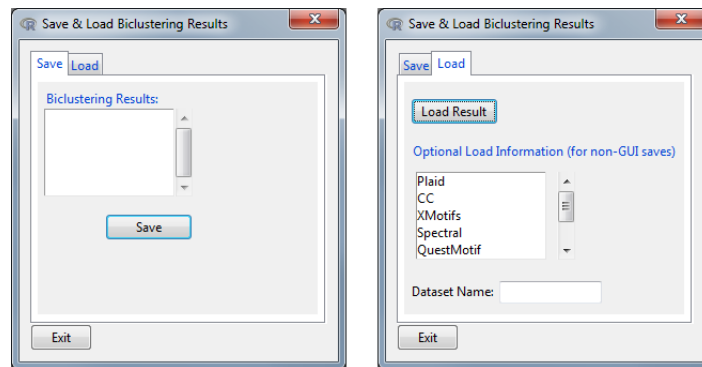 Save & Load Biclustering Results
Save Load
Biclustering Results:
Save
Exit
Save & Load Biclustering Results
Save Load
Load Result
Optional Load Information (for non-GUI saves)
Plaid
CC
XMotifs
Spectral
QuestMotif
Dataset Name:
Exit